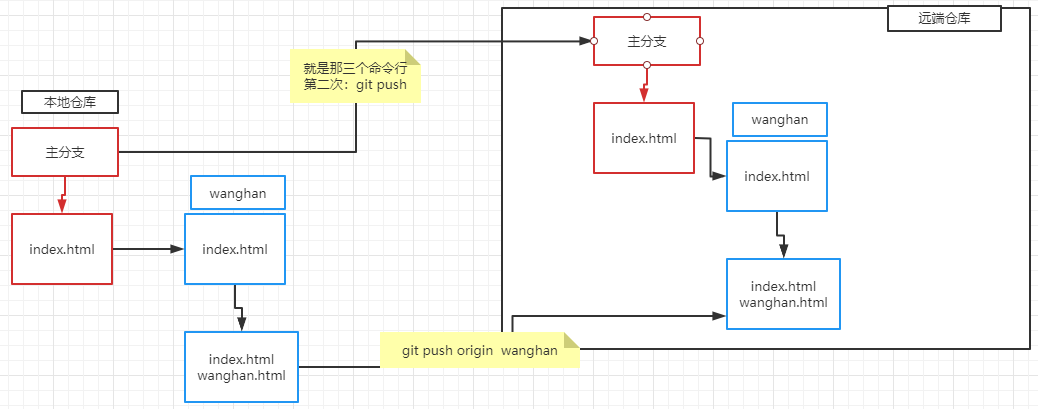 远端仓库
主分支
就是那三个命令行
第二次：git push
本地仓库
主分支
index.html
wanghan
index.html
wanghan
index.html
index.html
index.html
wanghan.html
index.html
wanghan.html
git push origin  wanghan